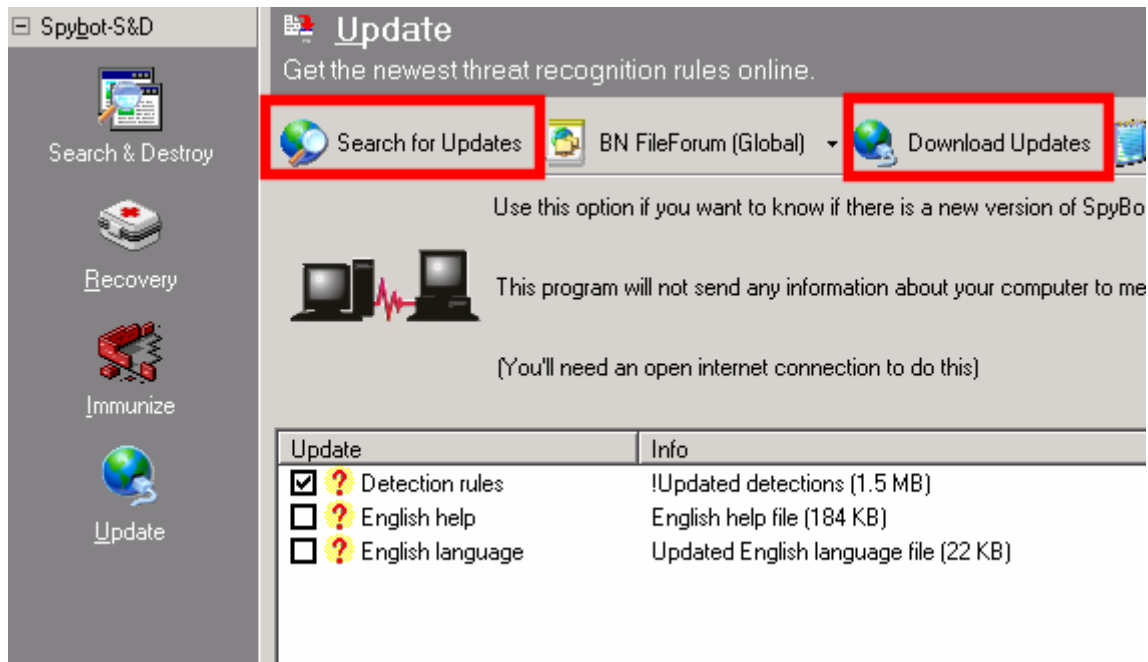 Spybot-S&D
Search & Destroy
Recovery
Immunize
Update
Update
Get the newest threat recognition rules online.
Search for Updates BN FileForum (Global) Download Updates
Use this option if you want to know if there is a new version of SpyBo
This program will not send any information about your computer to me
(You'll need an open internet connection to do this)
Update Info
? Detection rules !Updated detections (1.5 MB)
? English help English help file (184 KB)
? English language Updated English language file (22 KB)